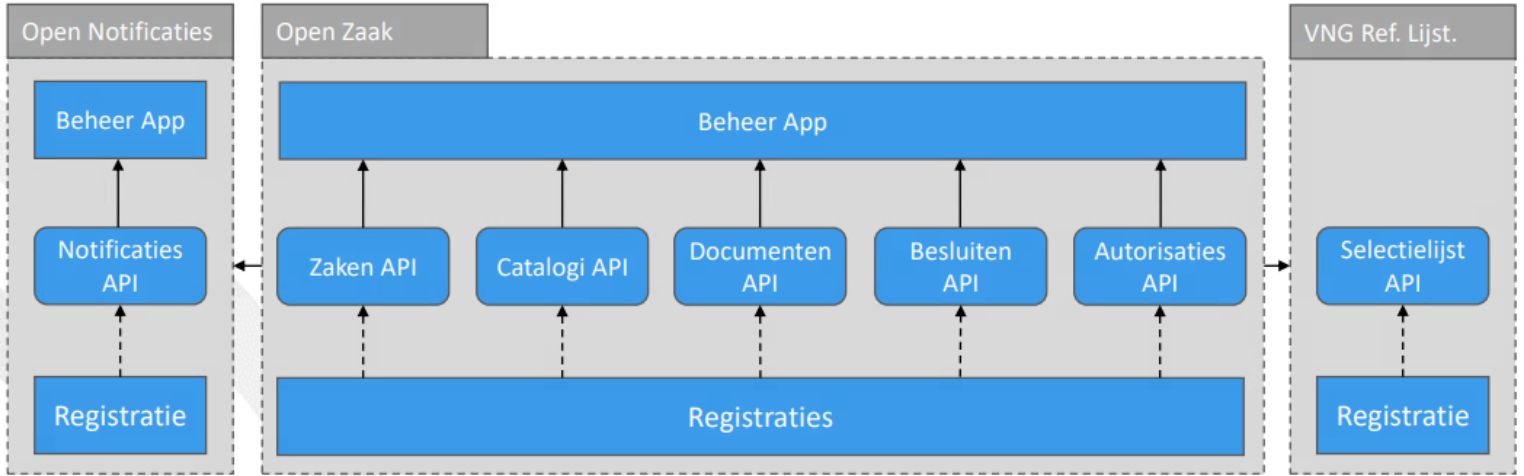 Open Notificaties
Beheer App
Notificaties
API
Registratie
Open Zaak
Beheer App
Zaken API
Catalogi API
Documenten
API
Besluiten
API
Autorisaties
API
Registraties
VNG Ref. Lijst.
Selectielijst
API
Registratie